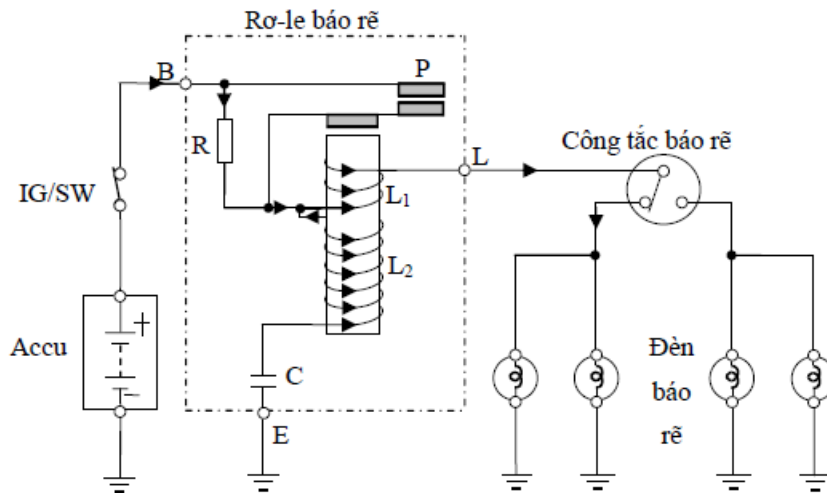 Rơ-le báo rẽ
B
P
R
L
Công tắc báo rẽ
IG/SW
L₁
L₂
Accu
+
–
C
E
Đèn
báo
rẽ